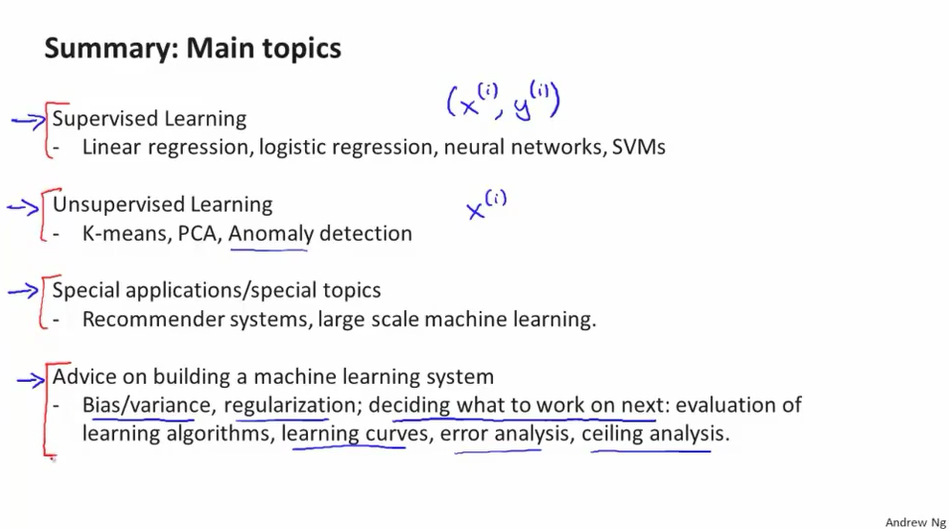 Summary: Main topics
(x^(i), y^(i))
Supervised Learning
- Linear regression, logistic regression, neural networks, SVMs
Unsupervised Learning
x^(i)
- K-means, PCA, Anomaly detection
Special applications/special topics
- Recommender systems, large scale machine learning.
Advice on building a machine learning system
- Bias/variance, regularization; deciding what to work on next: evaluation of
learning algorithms, learning curves, error analysis, ceiling analysis.
Andrew Ng